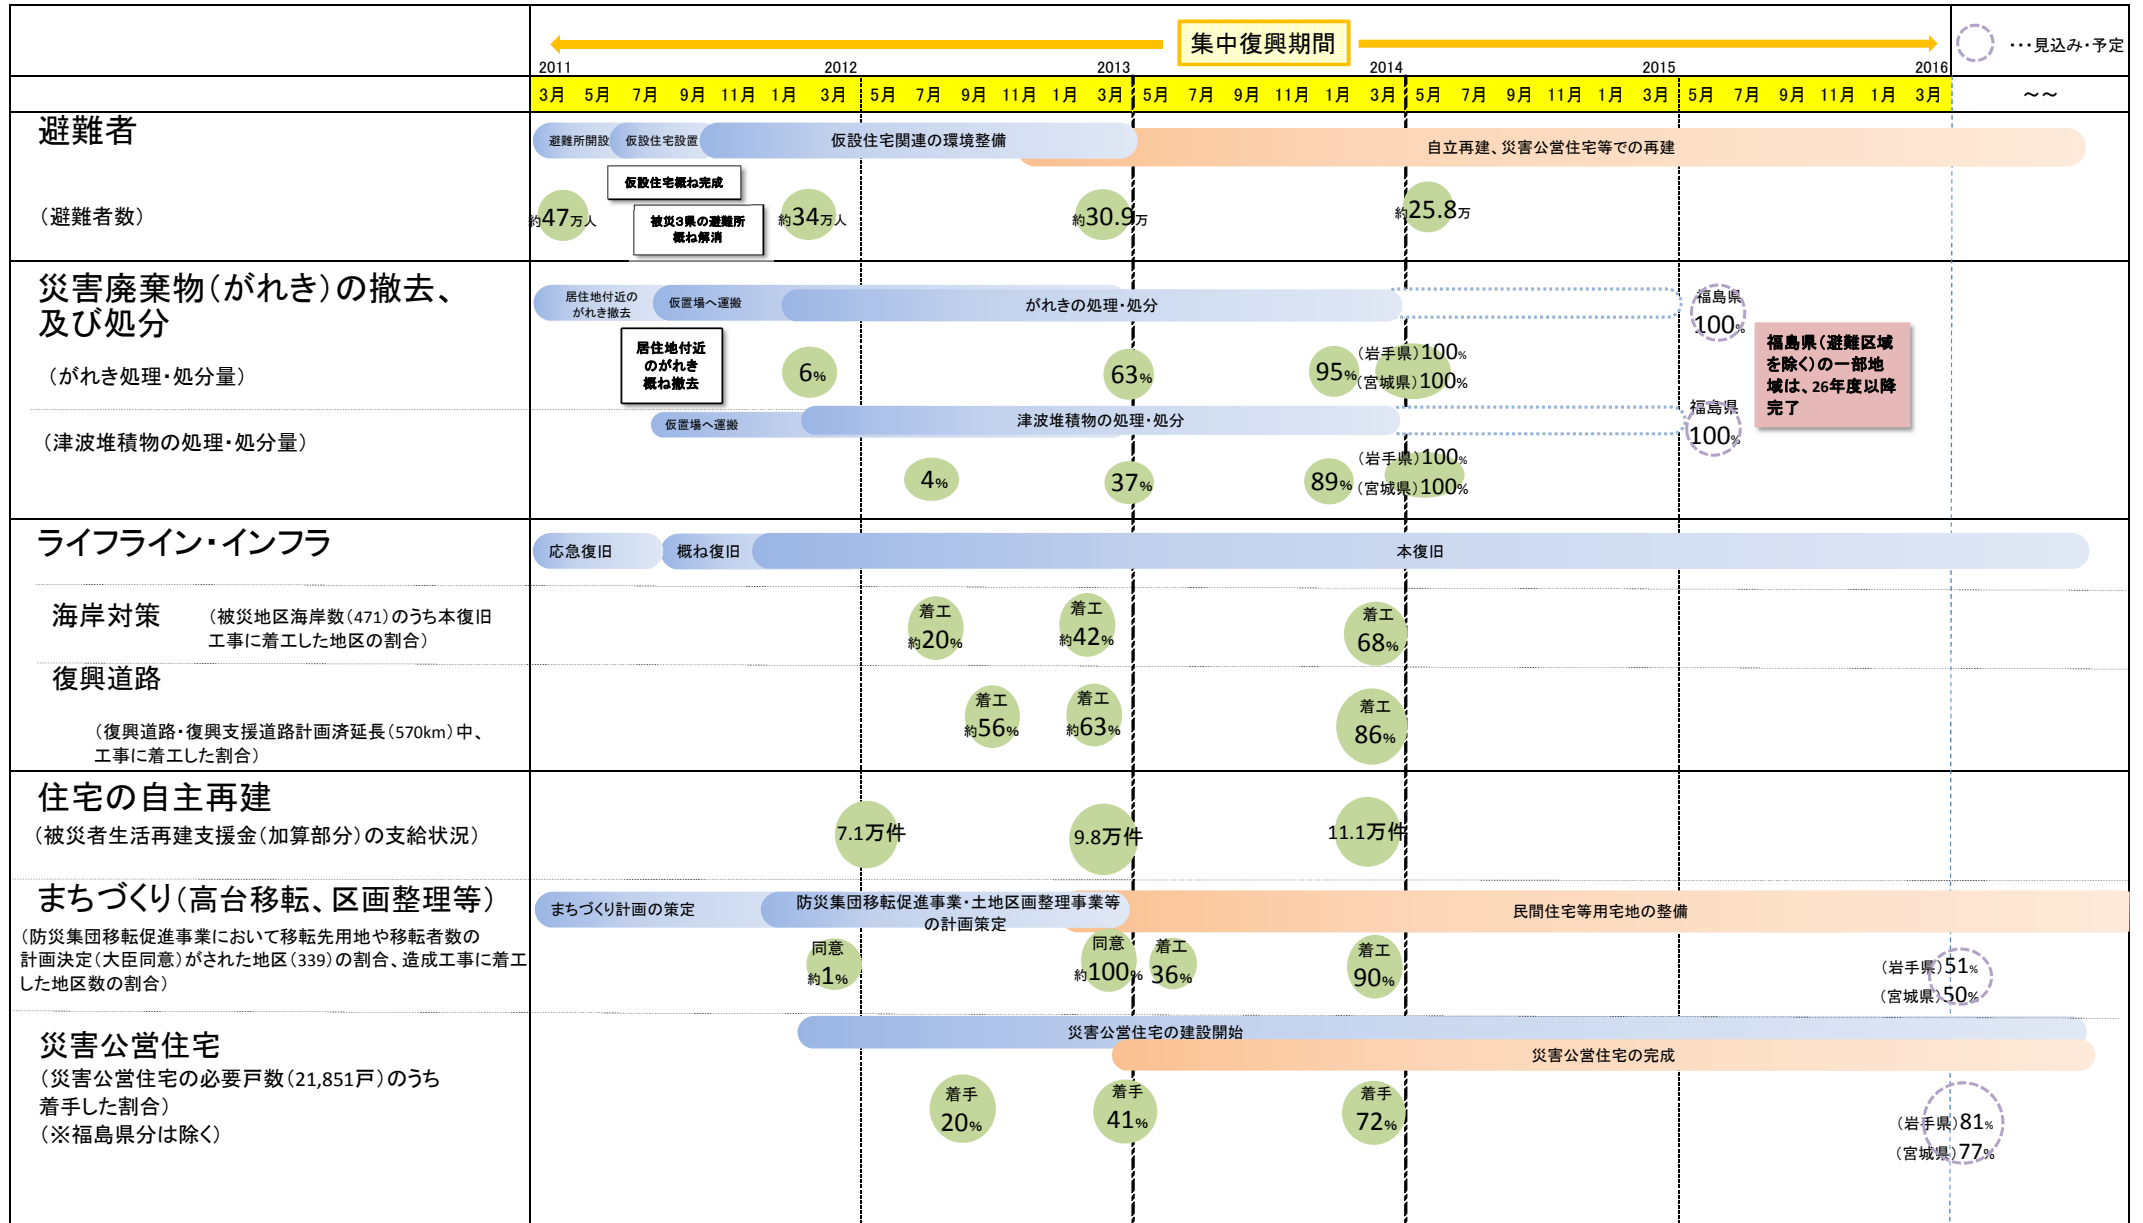 集中復興期間
･･･見込み・予定
2011 2012 2013 2014 2015 2016
3月 5月 7月 9月 11月 1月 3月 5月 7月 9月 11月 1月 3月 5月 7月 9月 11月 1月 3月 5月 7月 9月 11月 1月 3月 5月 7月 9月 11月 1月 3月 ～～
避難者
避難所開設 仮設住宅設置 仮設住宅関連の環境整備 自立再建、災害公営住宅等での再建
仮設住宅概ね完成
被災3県の避難所
概ね解消
（避難者数）
約47万人 約34万人 約30.9万 約25.8万
災害廃棄物（がれき）の撤去、
及び処分
居住地付近の
がれき撤去
仮置場へ運搬 がれきの処理・処分
福島県
100%
居住地付近
のがれき
概ね撤去
福島県（避難区域
を除く）の一部地
域は、26年度以降
完了
（がれき処理・処分量）
6% 63% 95%
（岩手県）100%
（宮城県）100%
（津波堆積物の処理・処分量）
仮置場へ運搬 津波堆積物の処理・処分
福島県
100%
4% 37% 89%
（岩手県）100%
（宮城県）100%
ライフライン・インフラ
応急復旧 概ね復旧 本復旧
海岸対策
（被災地区海岸数（471）のうち本復旧
工事に着工した地区の割合）
着工
約20%
着工
約42%
着工
68%
復興道路
（復興道路・復興支援道路計画済延長（570km）中、
工事に着工した割合）
着工
約56%
着工
約63%
着工
86%
住宅の自主再建
（被災者生活再建支援金（加算部分）の支給状況）
7.1万件 9.8万件 11.1万件
まちづくり（高台移転、区画整理等）
（防災集団移転促進事業において移転先用地や移転者数の
計画決定（大臣同意）がされた地区（339）の割合、造成工事に着工
した地区数の割合）
まちづくり計画の策定
防災集団移転促進事業・土地区画整理事業等
の計画策定
民間住宅等用宅地の整備
同意
約1%
同意
約100%
着工
36%
着工
90%
（岩手県）51%
（宮城県）50%
災害公営住宅
（災害公営住宅の必要戸数（21,851戸）のうち
着手した割合）
（※福島県分は除く）
災害公営住宅の建設開始
災害公営住宅の完成
着手
20%
着手
41%
着手
72%
（岩手県）81%
（宮城県）77%